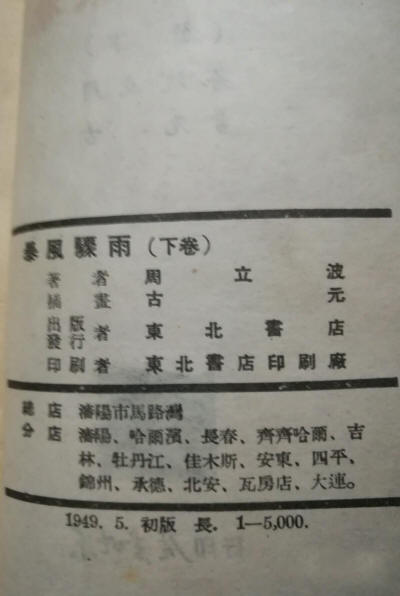 暴風驟雨（下卷）
著者 周立波
插畫 古元
出版
發行者 東北書店
印刷者 東北書店印刷廠
總店 瀋陽市馬路灣
分店 瀋陽、哈爾濱、長春、齊齊哈爾、吉
林、牡丹江、佳木斯、安東、四平、
錦州、承德、北安、瓦房店、大連。
1949. 5. 初版 長. 1—5,000.